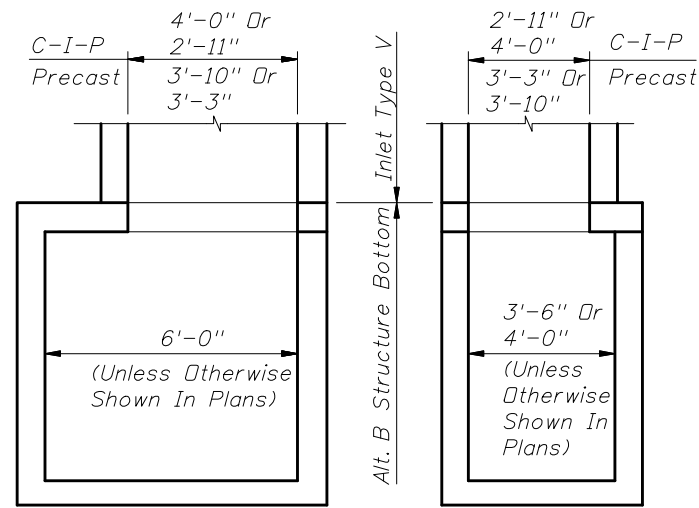 C-I-P
Precast
4'-0" Or
2'-11"
3'-10" Or
3'-3"
2'-11" Or
4'-0"
3'-3" Or
3'-10"
C-I-P
Precast
Inlet Type V
Alt. B Structure Bottom
6'-0"
(Unless Otherwise
Shown In Plans)
3'-6" Or
4'-0"
(Unless
Otherwise
Shown In
Plans)